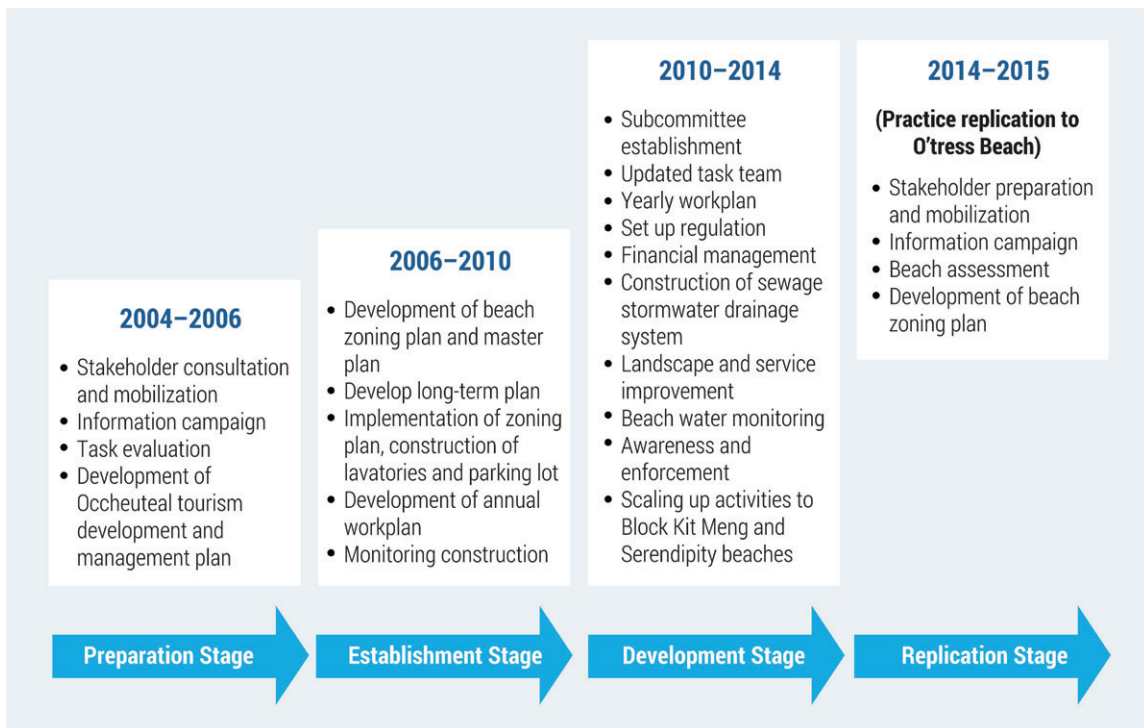 2004–2006
• Stakeholder consultation
and mobilization
• Information campaign
• Task evaluation
• Development of
Occheuteal tourism
development and
management plan
2006–2010
• Development of beach
zoning plan and master
plan
• Develop long-term plan
• Implementation of zoning
plan, construction of
lavatories and parking lot
• Development of annual
workplan
• Monitoring construction
2010–2014
• Subcommittee
establishment
• Updated task team
• Yearly workplan
• Set up regulation
• Financial management
• Construction of sewage
stormwater drainage
system
• Landscape and service
improvement
• Beach water monitoring
• Awareness and
enforcement
• Scaling up activities to
Block Kit Meng and
Serendipity beaches
2014–2015
(Practice replication to
O'tress Beach)
• Stakeholder preparation
and mobilization
• Information campaign
• Beach assessment
• Development of beach
zoning plan
Preparation Stage
Establishment Stage
Development Stage
Replication Stage